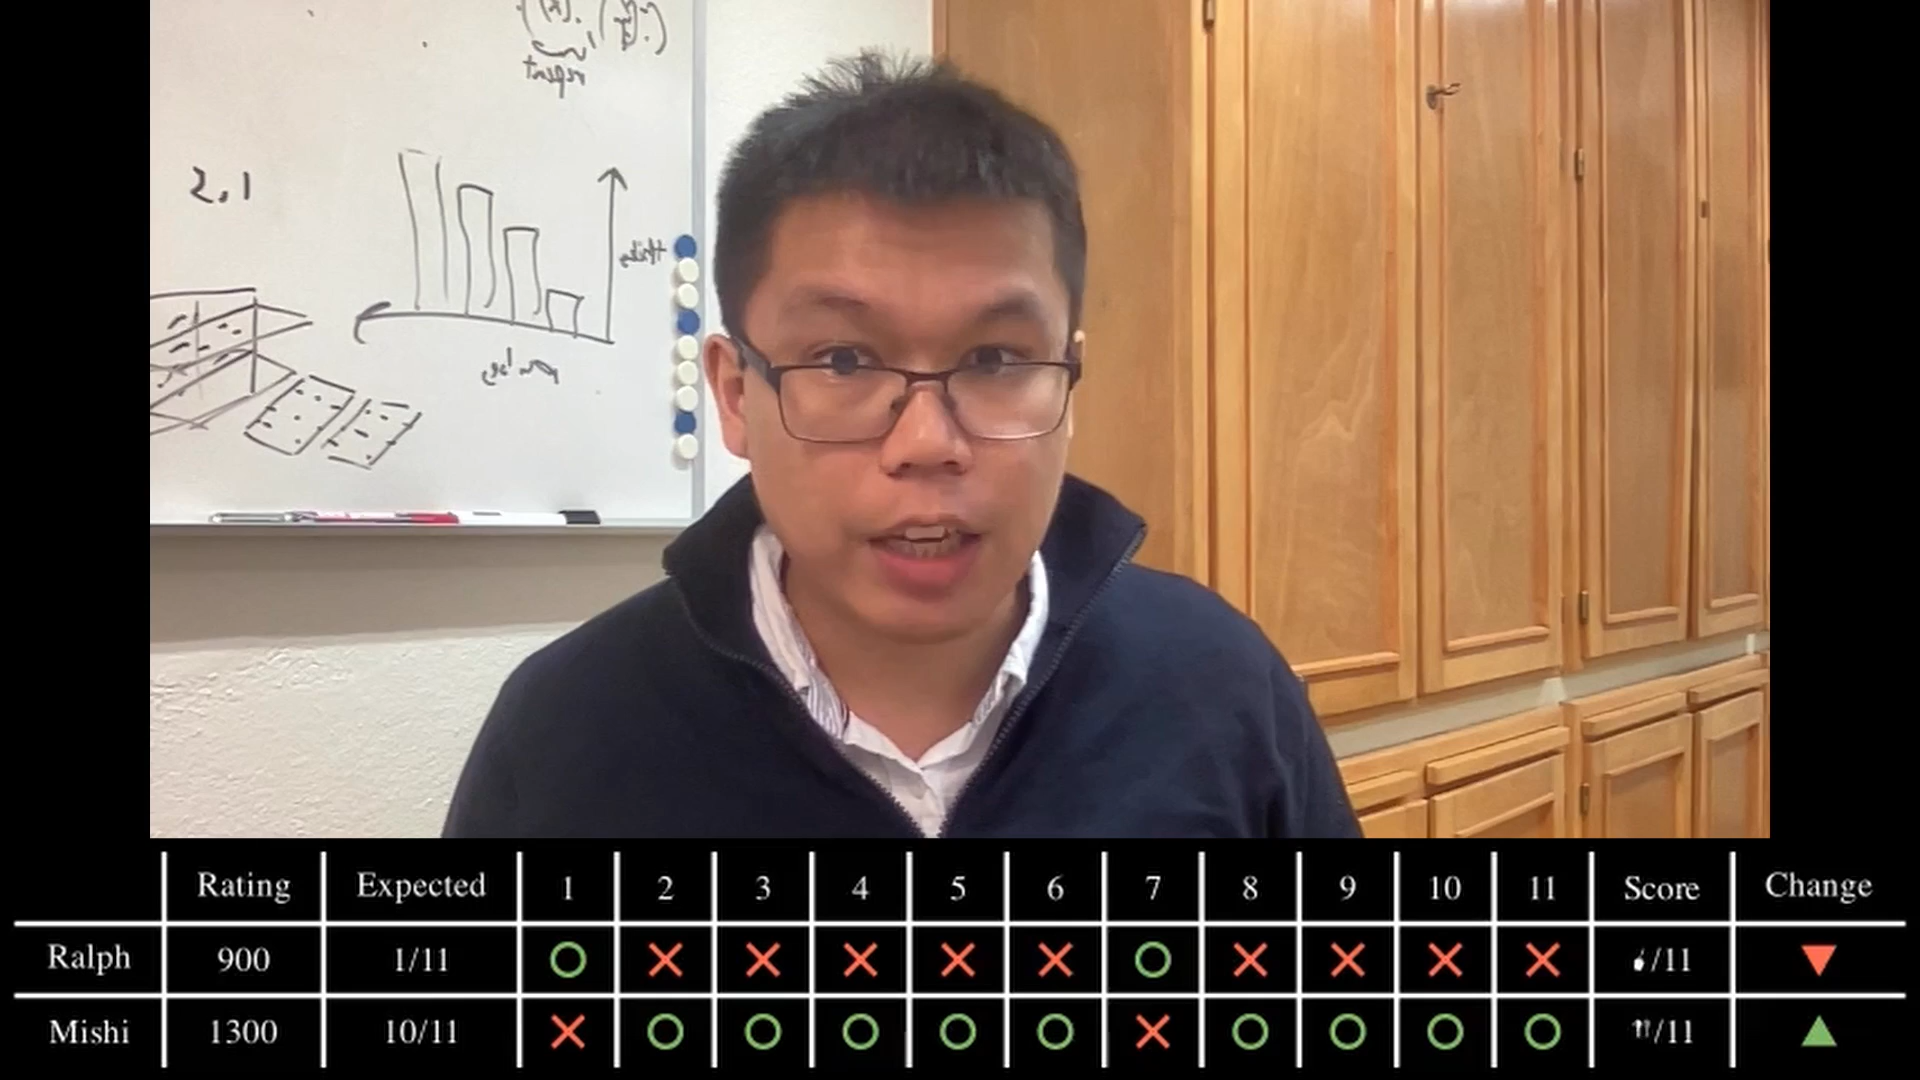 2,1
Rating Expected 1 2 3 4 5 6 7 8 9 10 11 Score Change
Ralph 900 1/11 /11
Mishi 1300 10/11 /11